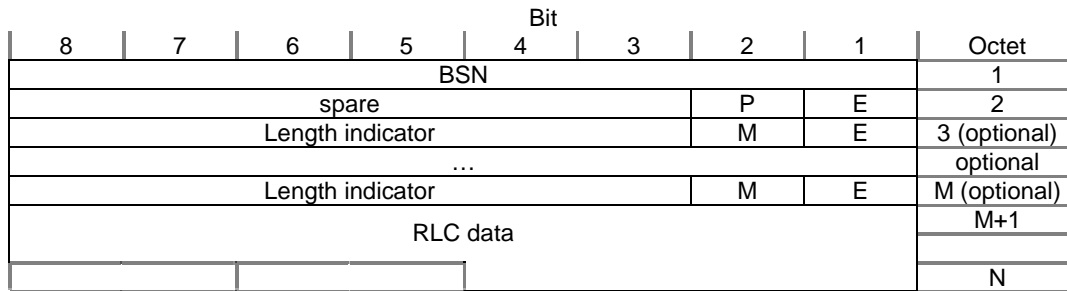 Bit
8 7 6 5 4 3 2 1 Octet
BSN 1
spare P E 2
Length indicator M E 3 (optional)
… optional
Length indicator M E M (optional)
RLC data M+1
N